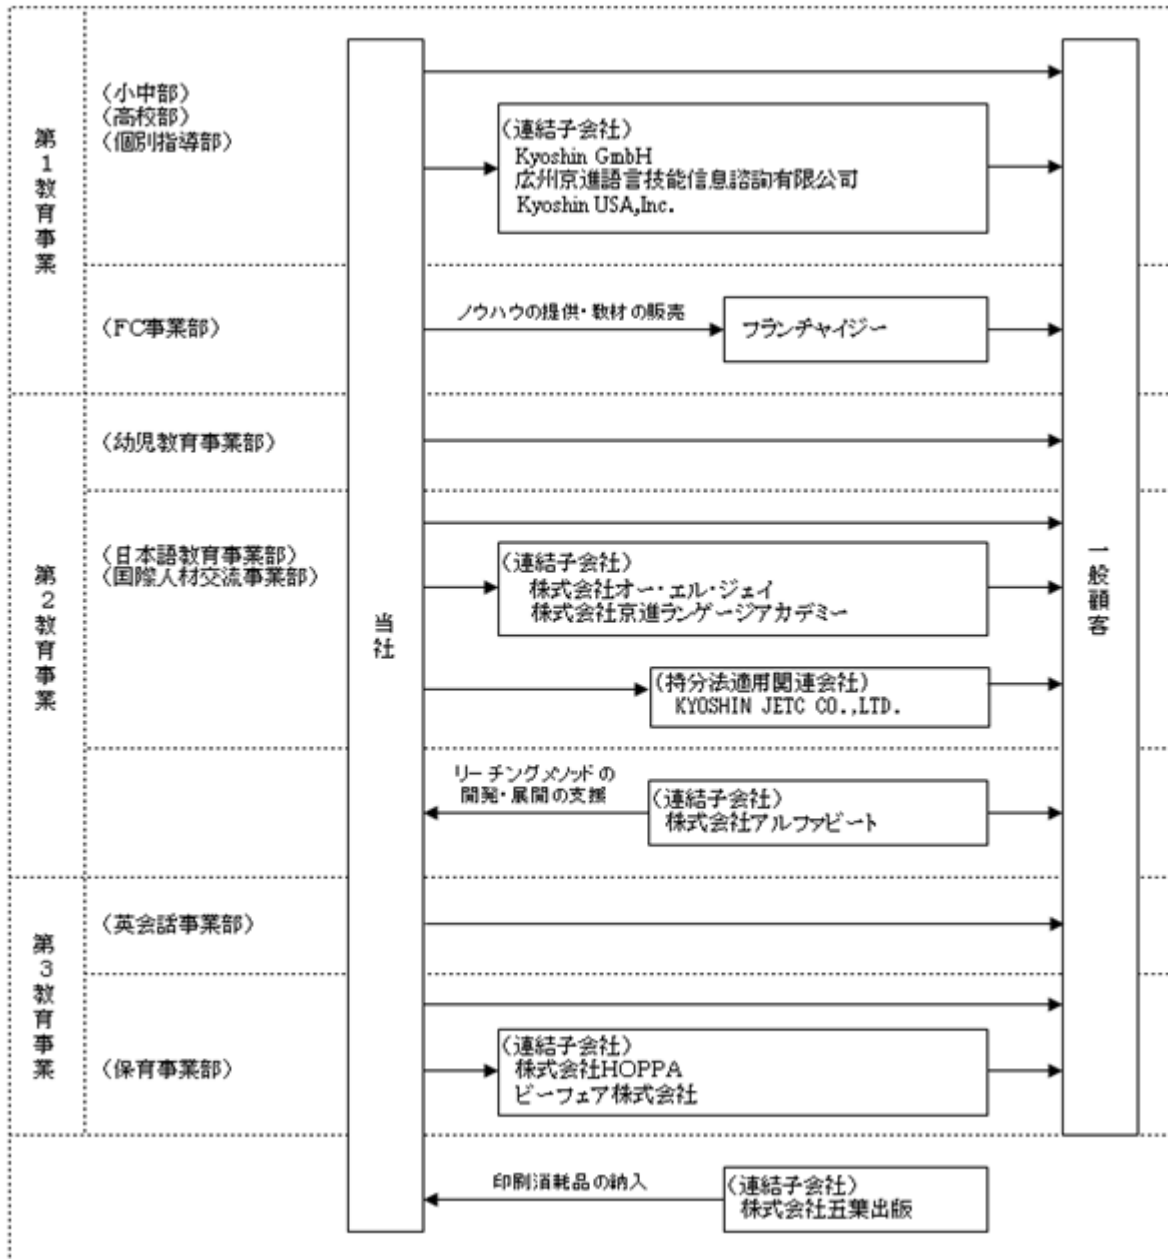 第1教育事業
〈小中部〉
〈高校部〉
〈個別指導部〉
（連結子会社）
Kyoshin GmbH
広州京進語言技能信息諮詢有限公司
Kyoshin USA,Inc.
〈FC事業部〉
ノウハウの提供・教材の販売
フランチャイジー
第2教育事業
〈幼児教育事業部〉
〈日本語教育事業部〉
〈国際人材交流事業部〉
（連結子会社）
株式会社オー・エル・ジェイ
株式会社京進ランゲージアカデミー
（持分法適用関連会社）
KYOSHIN JETC CO.,LTD.
リーチングメソッドの
開発・展開の支援
（連結子会社）
株式会社アルファビート
第3教育事業
〈英会話事業部〉
〈保育事業部〉
（連結子会社）
株式会社HOPPA
ビーフェア株式会社
印刷消耗品の納入
（連結子会社）
株式会社五葉出版
当社
一般顧客